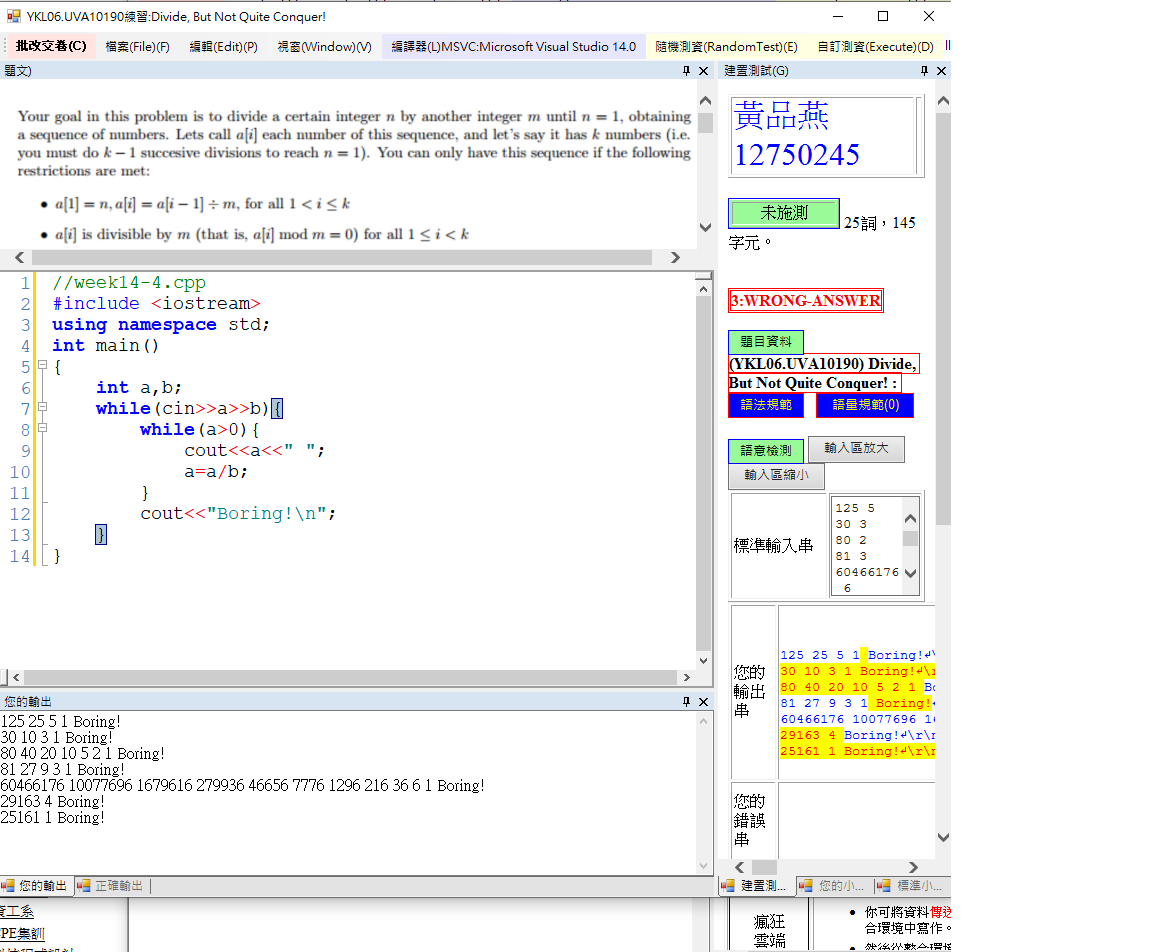 YKL06.UVA10190練習:Divide, But Not Quite Conquer!
批改交卷(C) 檔案(File)(F) 編輯(Edit)(P) 視窗(Window)(V) 編譯器(L)MSVC:Microsoft Visual Studio 14.0 隨機測資(RandomTest)(E) 自訂測資(Execute)(D)
題文)
Your goal in this problem is to divide a certain integer n by another integer m until n = 1, obtaining
a sequence of numbers. Lets call a[i] each number of this sequence, and let's say it has k numbers (i.e.
you must do k − 1 succesive divisions to reach n = 1). You can only have this sequence if the following
restrictions are met:
• a[1] = n, a[i] = a[i − 1] ÷ m, for all 1 < i ≤ k
• a[i] is divisible by m (that is, a[i] mod m = 0) for all 1 ≤ i < k
1 //week14-4.cpp
2 #include <iostream>
3 using namespace std;
4 int main()
5 {
6 int a,b;
7 while(cin>>a>>b){
8 while(a>0){
9 cout<<a<<" ";
10 a=a/b;
11 }
12 cout<<"Boring!\n";
13 }
14 }
您的輸出
125 25 5 1 Boring!
30 10 3 1 Boring!
80 40 20 10 5 2 1 Boring!
81 27 9 3 1 Boring!
60466176 10077696 1679616 279936 46656 7776 1296 216 36 6 1 Boring!
29163 4 Boring!
25161 1 Boring!
您的輸出 正確輸出
建置測試(G)
黃品燕
12750245
未施測 25詞，145
字元。
3:WRONG-ANSWER
題目資料
(YKL06.UVA10190) Divide,
But Not Quite Conquer! :
語法規範 語量規範(0)
語意檢測 輸入區放大
輸入區縮小
標準輸入串
125 5
30 3
80 2
81 3
60466176
6
您的輸出串
125 25 5 1 Boring!↵\
30 10 3 1 Boring!↵\r
80 40 20 10 5 2 1 Bo
81 27 9 3 1 Boring!↵
60466176 10077696 16
29163 4 Boring!↵\r\r
25161 1 Boring!↵\r\r
您的錯誤串
建置測... 您的小... 標準小...
資工系
PE集訓
瘋狂
雲端
• 你可將資料傳送
合環境中寫作。